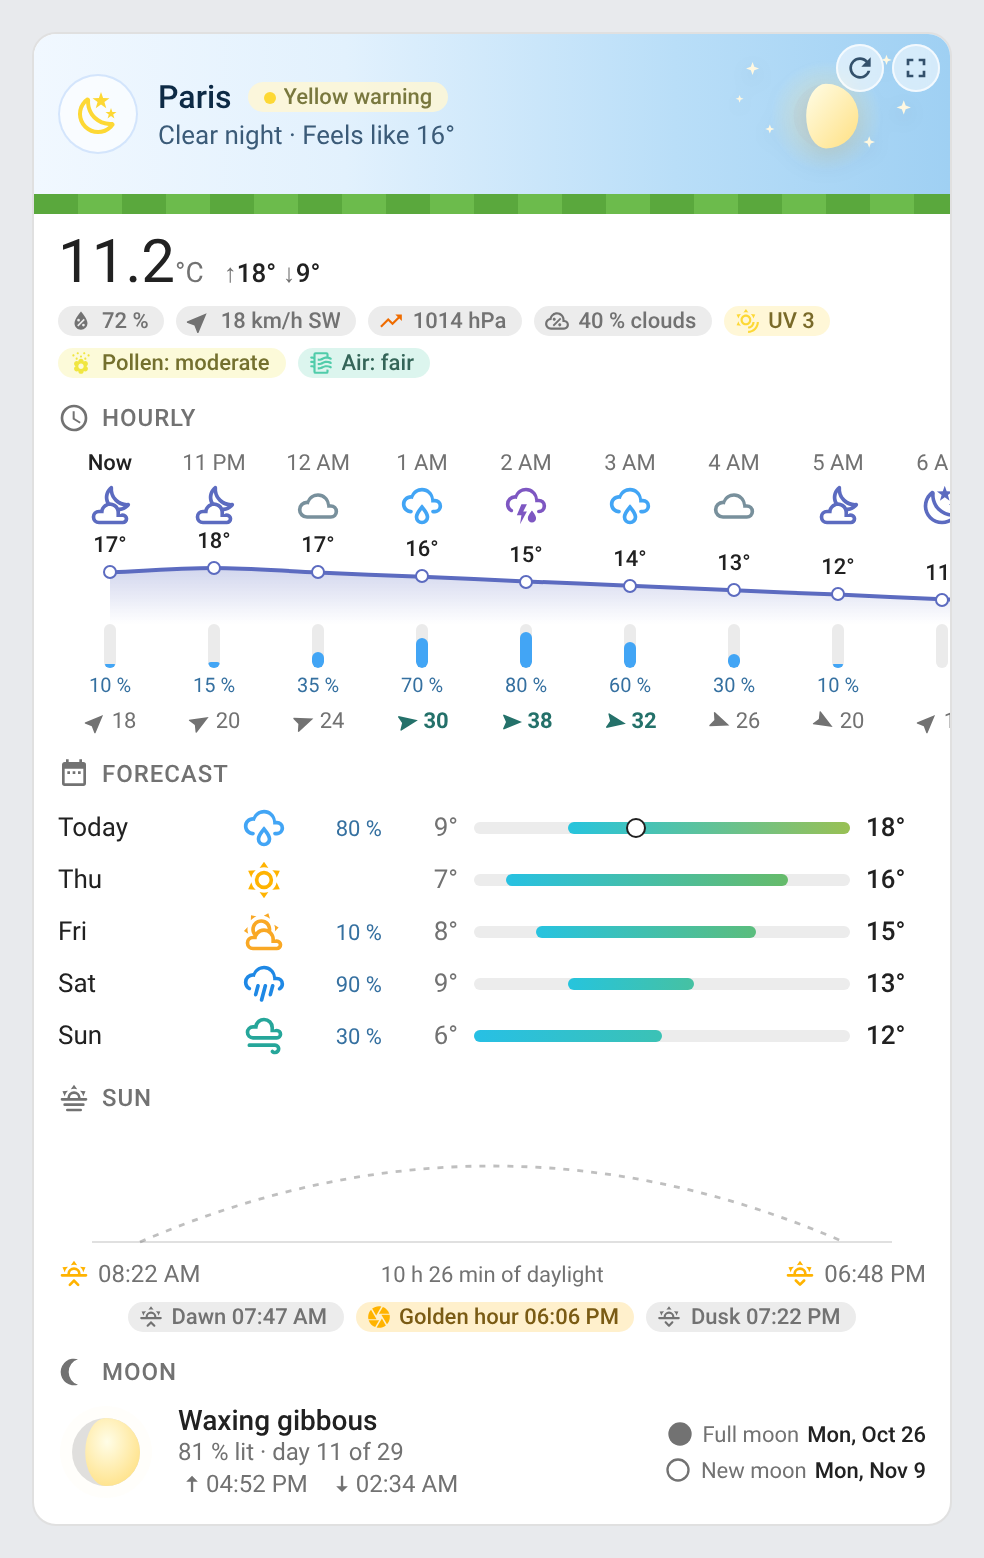 Paris Yellow warning
Clear night · Feels like 16°
11.2°C ↑18° ↓9°
72 % 18 km/h SW 1014 hPa 40 % clouds UV 3
Pollen: moderate Air: fair
HOURLY
Now 11 PM 12 AM 1 AM 2 AM 3 AM 4 AM 5 AM 6 A
17° 18° 17° 16° 15° 14° 13° 12° 11
10 % 15 % 35 % 70 % 80 % 60 % 30 % 10 %
18 20 24 30 38 32 26 20
FORECAST
Today 80 % 9° 18°
Thu 7° 16°
Fri 10 % 8° 15°
Sat 90 % 9° 13°
Sun 30 % 6° 12°
SUN
08:22 AM 10 h 26 min of daylight 06:48 PM
Dawn 07:47 AM Golden hour 06:06 PM Dusk 07:22 PM
MOON
Waxing gibbous
81 % lit · day 11 of 29
↑ 04:52 PM ↓ 02:34 AM
Full moon Mon, Oct 26
New moon Mon, Nov 9